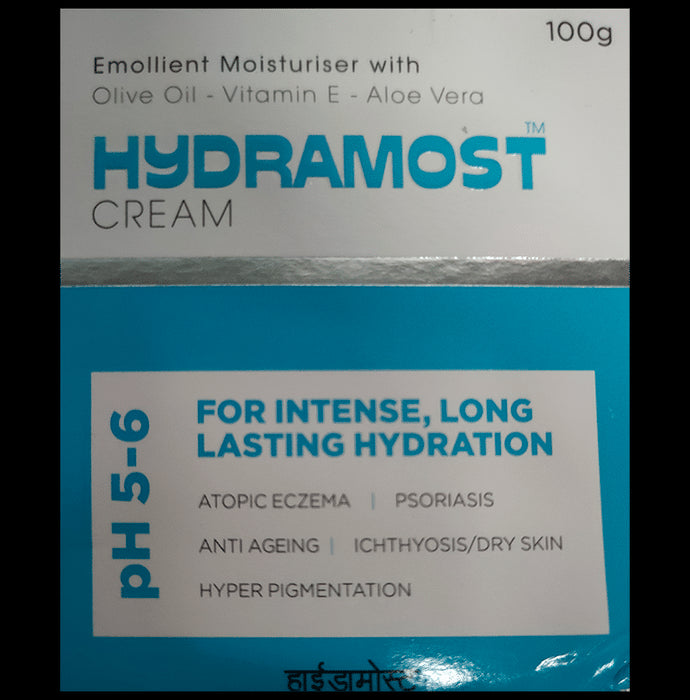 100g
Emollient Moisturiser with
Olive Oil - Vitamin E - Aloe Vera
HYDRAMOST™
CREAM
pH 5-6
FOR INTENSE, LONG
LASTING HYDRATION
ATOPIC ECZEMA | PSORIASIS
ANTI AGEING | ICHTHYOSIS/DRY SKIN
HYPER PIGMENTATION
हाईडामोस्ट